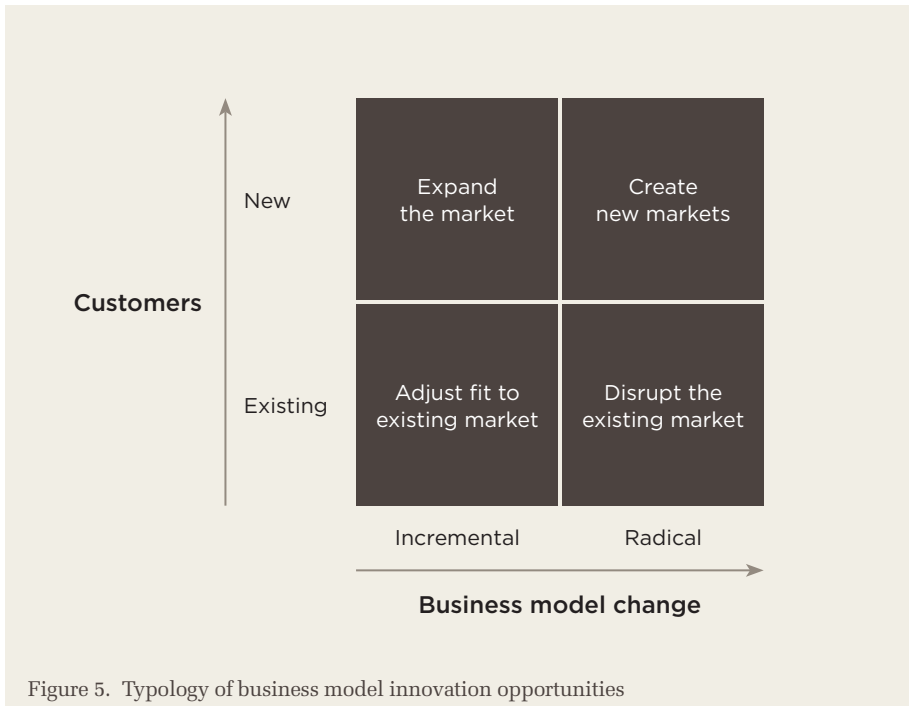 New
Expand
the market
Create
new markets
Customers
Existing
Adjust fit to
existing market
Disrupt the
existing market
Incremental
Radical
Business model change
Figure 5. Typology of business model innovation opportunities